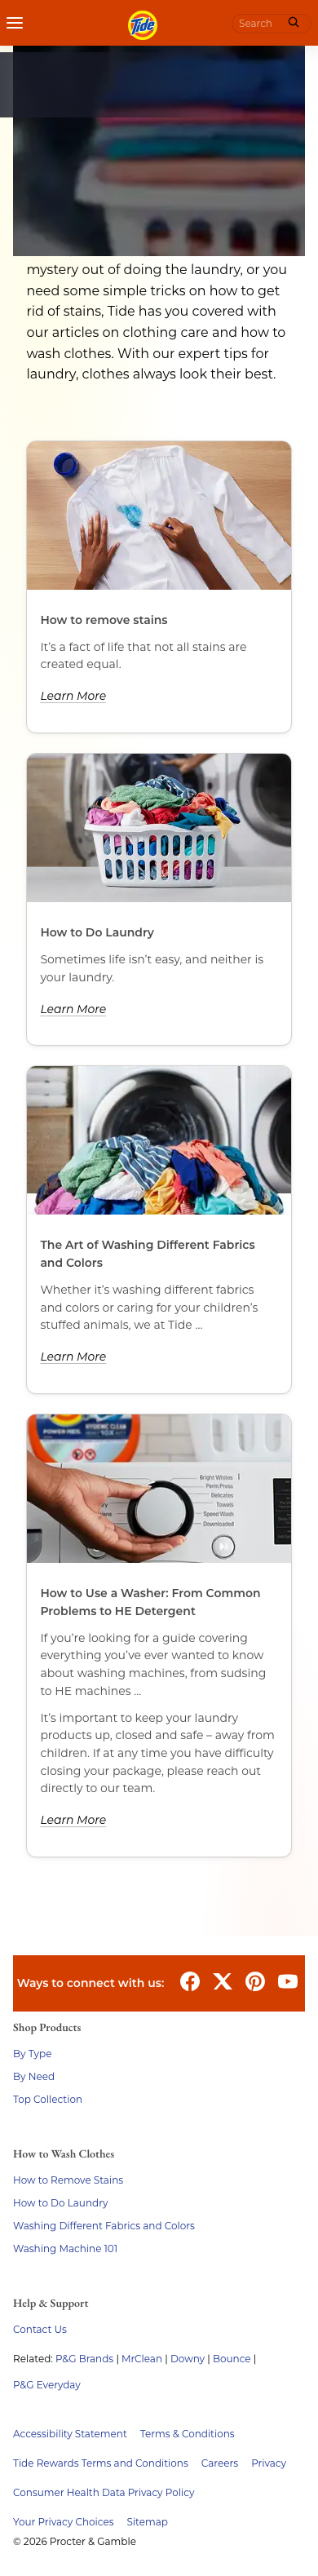 Tide
Search
mystery out of doing the laundry, or you
need some simple tricks on how to get
rid of stains, Tide has you covered with
our articles on clothing care and how to
wash clothes. With our expert tips for
laundry, clothes always look their best.
How to remove stains
It’s a fact of life that not all stains are
created equal.
Learn More
How to Do Laundry
Sometimes life isn’t easy, and neither is
your laundry.
Learn More
The Art of Washing Different Fabrics
and Colors
Whether it’s washing different fabrics
and colors or caring for your children’s
stuffed animals, we at Tide ...
Learn More
POWER PODS
HYGIENIC CLEAN
10X
Bright Whites
Perm.Press
Delicates
Towels
Speed Wash
Downloaded
How to Use a Washer: From Common
Problems to HE Detergent
If you’re looking for a guide covering
everything you’ve ever wanted to know
about washing machines, from sudsing
to HE machines ...
It’s important to keep your laundry
products up, closed and safe – away from
children. If at any time you have difficulty
closing your package, please reach out
directly to our team.
Learn More
Ways to connect with us:
Shop Products
By Type
By Need
Top Collection
How to Wash Clothes
How to Remove Stains
How to Do Laundry
Washing Different Fabrics and Colors
Washing Machine 101
Help & Support
Contact Us
Related: P&G Brands | MrClean | Downy | Bounce |
P&G Everyday
Accessibility Statement Terms & Conditions
Tide Rewards Terms and Conditions Careers Privacy
Consumer Health Data Privacy Policy
Your Privacy Choices Sitemap
© 2026 Procter & Gamble